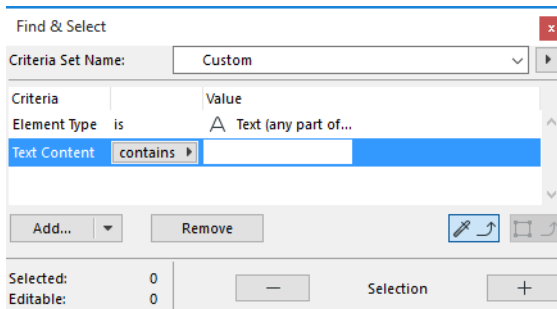 Find & Select
x
Criteria Set Name: Custom
Criteria Value
Element Type is A Text (any part of...
Text Content contains
Add... Remove
Selected: 0
Editable: 0
— Selection +